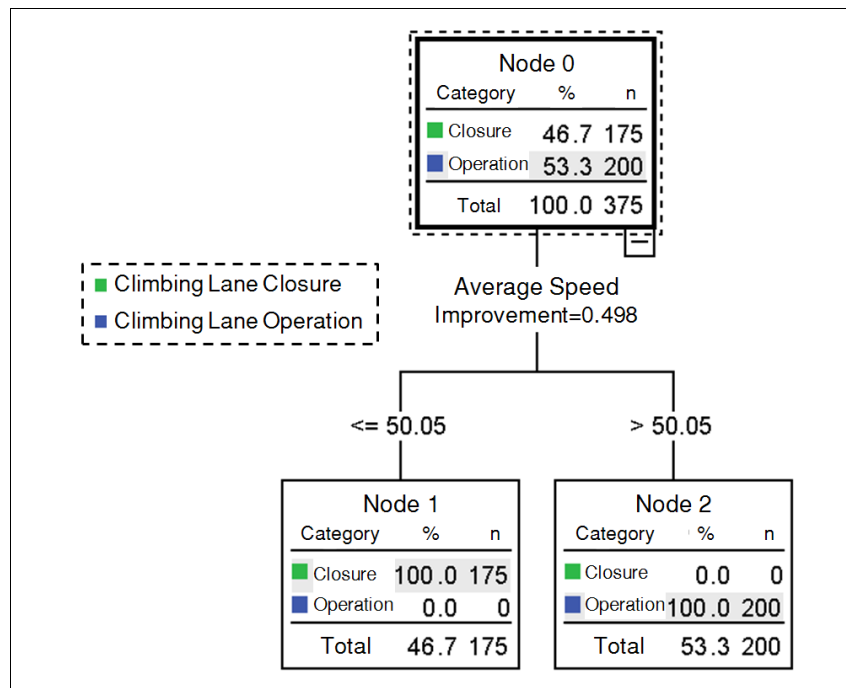 Node 0
Category % n
Closure 46.7 175
Operation 53.3 200
Total 100.0 375
Climbing Lane Closure
Climbing Lane Operation
Average Speed
Improvement=0.498
<= 50.05
> 50.05
Node 1
Category % n
Closure 100.0 175
Operation 0.0 0
Total 46.7 175
Node 2
Category % n
Closure 0.0 0
Operation 100.0 200
Total 53.3 200